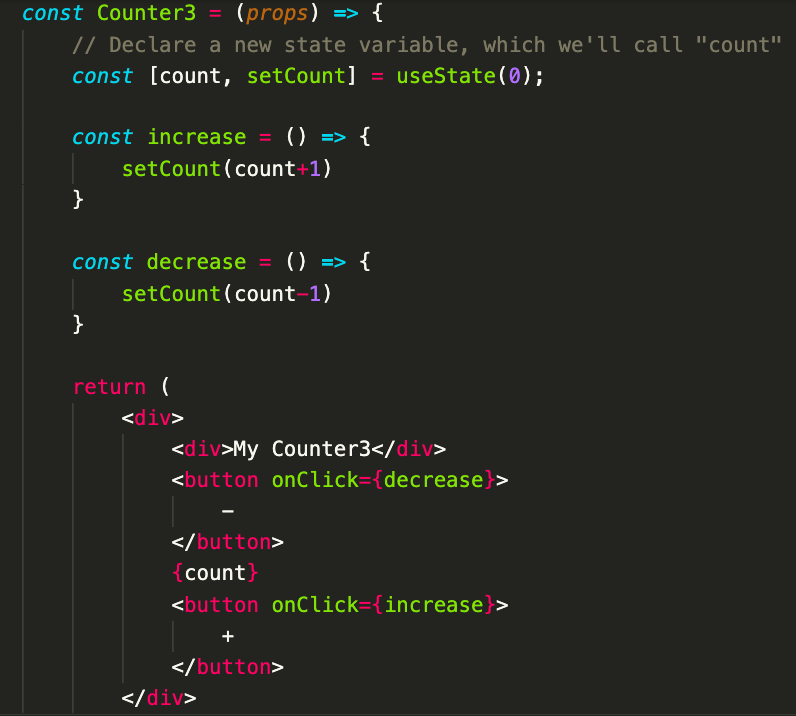 const Counter3 = (props) => {
    // Declare a new state variable, which we'll call "count"
    const [count, setCount] = useState(0);

    const increase = () => {
        setCount(count+1)
    }

    const decrease = () => {
        setCount(count-1)
    }

    return (
        <div>
            <div>My Counter3</div>
            <button onClick={decrease}>
                -
            </button>
            {count}
            <button onClick={increase}>
                +
            </button>
        </div>